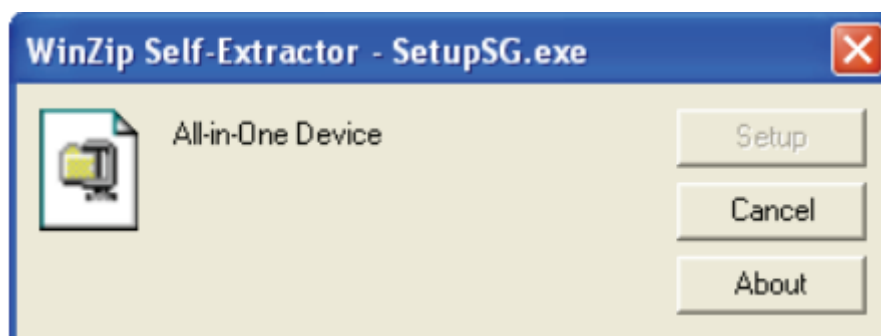 WinZip Self-Extractor - SetupSG.exe
All-in-One Device
Setup
Cancel
About